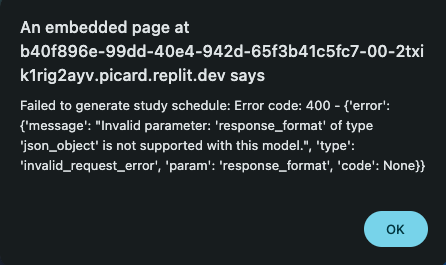 An embedded page at
b40f896e-99dd-40e4-942d-65f3b41c5fc7-00-2txi
k1rig2ayv.picard.replit.dev says
Failed to generate study schedule: Error code: 400 - {'error':
{'message': "Invalid parameter: 'response_format' of type
'json_object' is not supported with this model.", 'type':
'invalid_request_error', 'param': 'response_format', 'code': None}}
OK